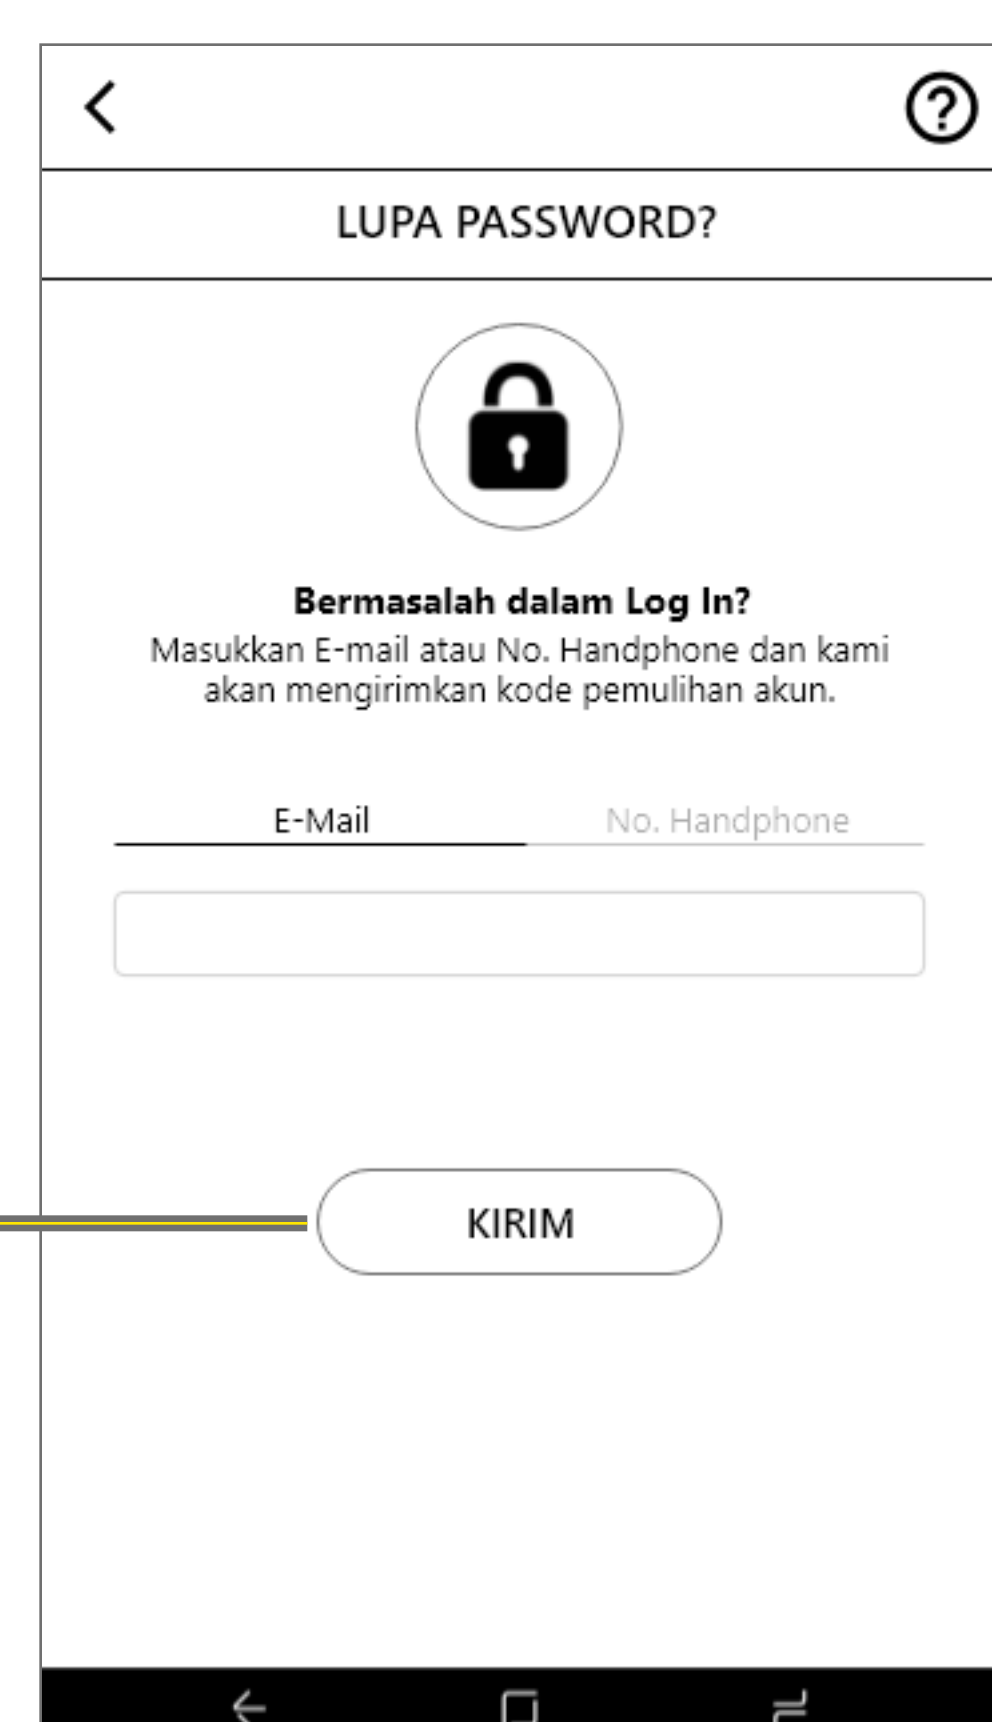 LUPA PASSWORD?
Bermasalah dalam Log In?
Masukkan E-mail atau No. Handphone dan kami
akan mengirimkan kode pemulihan akun.
E-Mail
No. Handphone
KIRIM